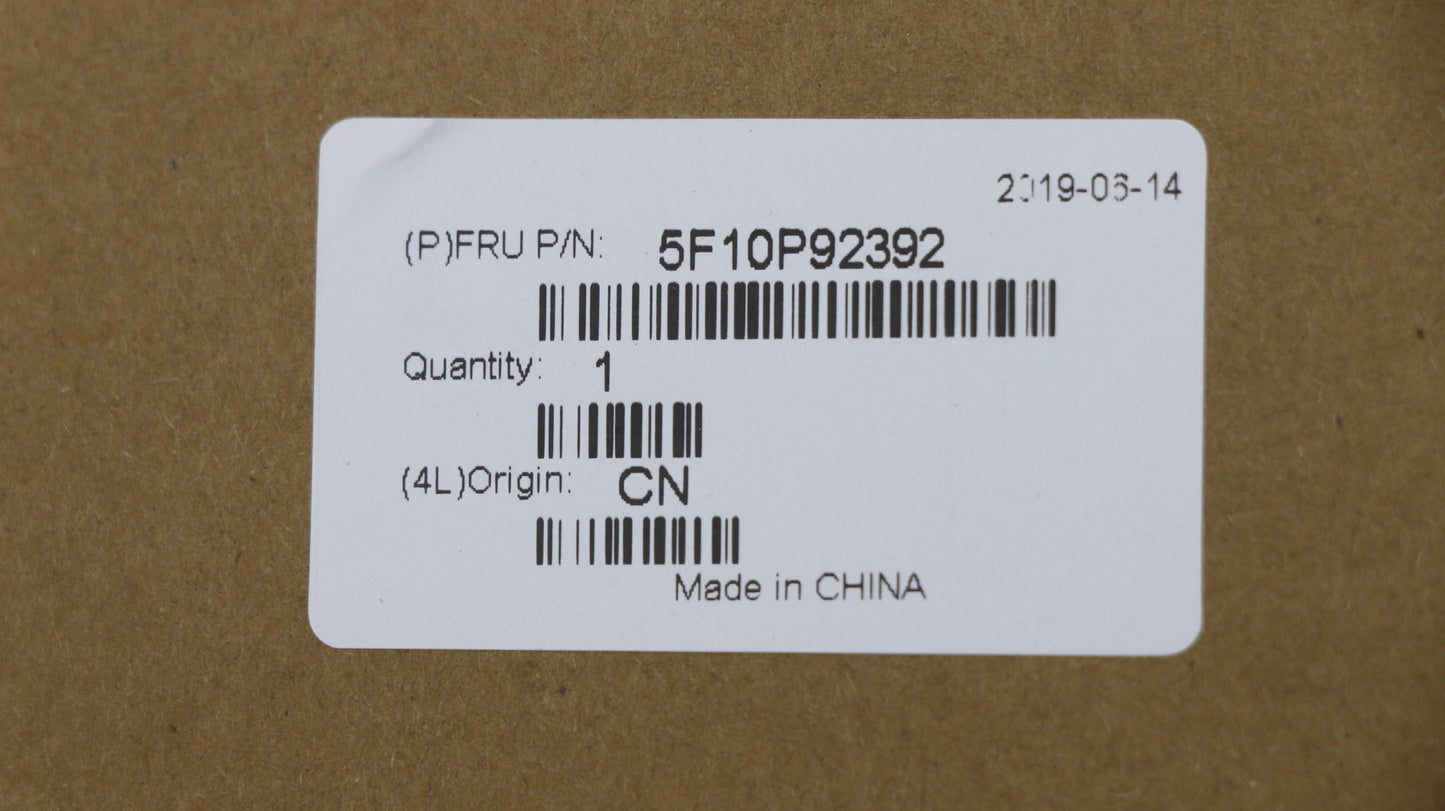 2019-06-14
(P)FRU P/N: 5F10P92392
Quantity: 1
(4L)Origin: CN
Made in CHINA